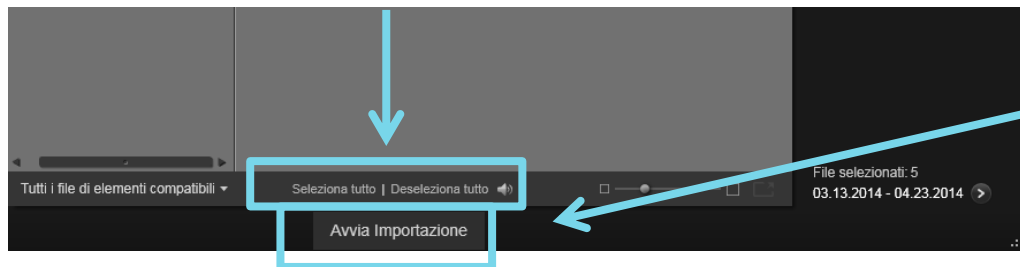 Tutti i file di elementi compatibili
Seleziona tutto | Deseleziona tutto
File selezionati: 5
03.13.2014 - 04.23.2014
Avvia Importazione